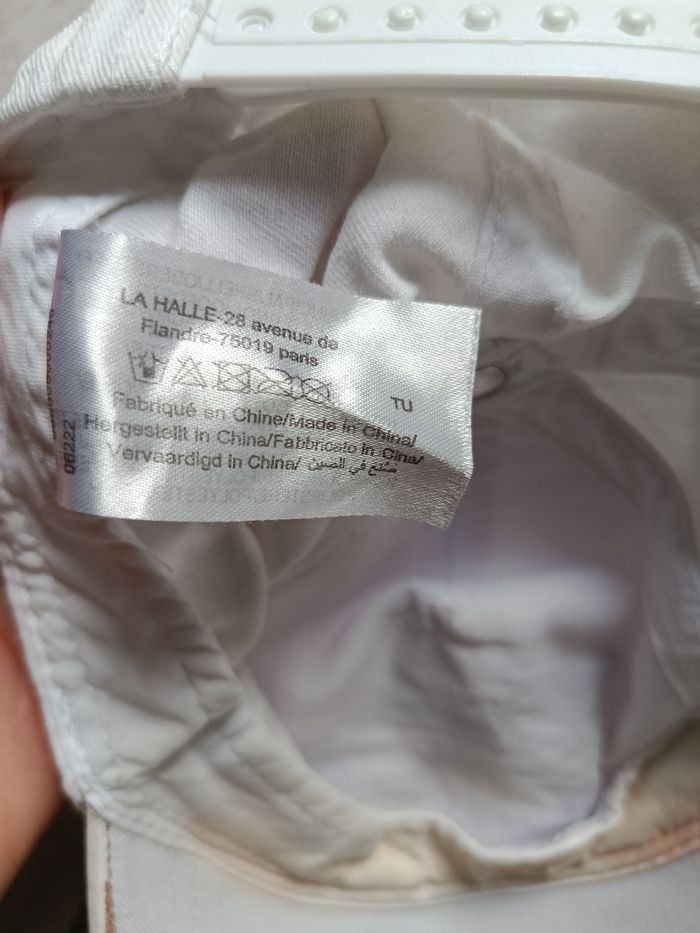 LA HALLE-28 avenue de
Flandre-75019 paris
TU
Fabriqué en Chine/Made in China/
Hergestellt in China/Fabbricato in Cina/
Vervaardigd in China/ صُنع في الصين
06222